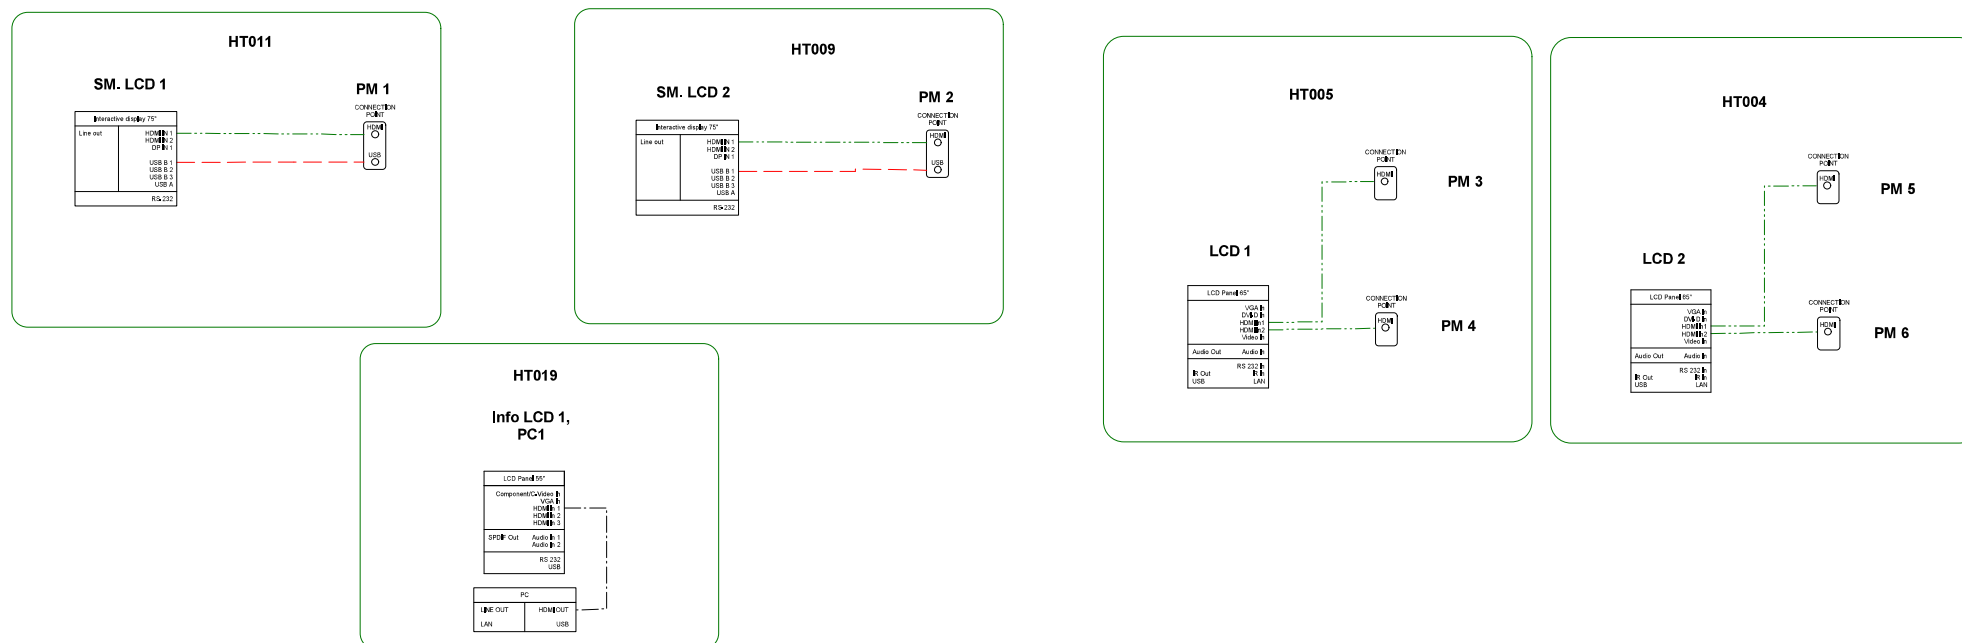 HT011
SM. LCD 1
PM 1
CONNECTION
POINT
Interactive display 75"
Line out
HDMI IN 1
HDMI IN 2
DP IN 1
USB B 1
USB B 2
USB B 3
USB A
RS-232
HDMI
USB
HT009
SM. LCD 2
PM 2
CONNECTION
POINT
Interactive display 75"
Line out
HDMI IN 1
HDMI IN 2
DP IN 1
USB B 1
USB B 2
USB B 3
USB A
RS-232
HDMI
USB
HT005
CONNECTION
POINT
HDMI
PM 3
LCD 1
LCD Panel 65"
VGA In
DVI-D In
HDMI In1
HDMI In2
Video In
Audio Out Audio In
RS 232 In
IR Out IR In
USB LAN
CONNECTION
POINT
HDMI
PM 4
HT004
CONNECTION
POINT
HDMI
PM 5
LCD 2
LCD Panel 65"
VGA In
DVI-D In
HDMI In1
HDMI In2
Video In
Audio Out Audio In
RS 232 In
IR Out IR In
USB LAN
CONNECTION
POINT
HDMI
PM 6
HT019
Info LCD 1,
PC1
LCD Panel 55"
Component/C-Video In
VGA In
HDMI In 1
HDMI In 2
HDMI In 3
SPDIF Out Audio In 1
Audio In 2
RS 232
USB
PC
LINE OUT HDMI OUT
LAN USB